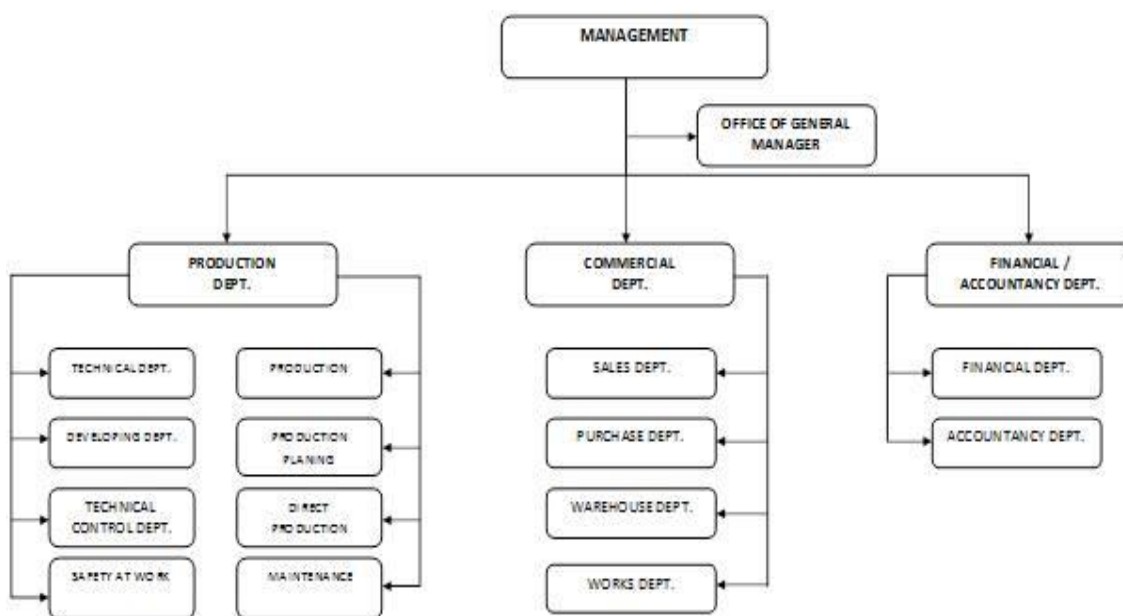 MANAGEMENT
OFFICE OF GENERAL
MANAGER
PRODUCTION
DEPT.
COMMERCIAL
DEPT.
FINANCIAL /
ACCOUNTANCY DEPT.
TECHNICAL DEPT.
PRODUCTION
SALES DEPT.
FINANCIAL DEPT.
DEVELOPING DEPT.
PRODUCTION
PLANING
PURCHASE DEPT.
ACCOUNTANCY DEPT.
TECHNICAL
CONTROL DEPT.
DIRECT
PRODUCTION
WAREHOUSE DEPT.
SAFETY AT WORK
MAINTENANCE
WORKS DEPT.